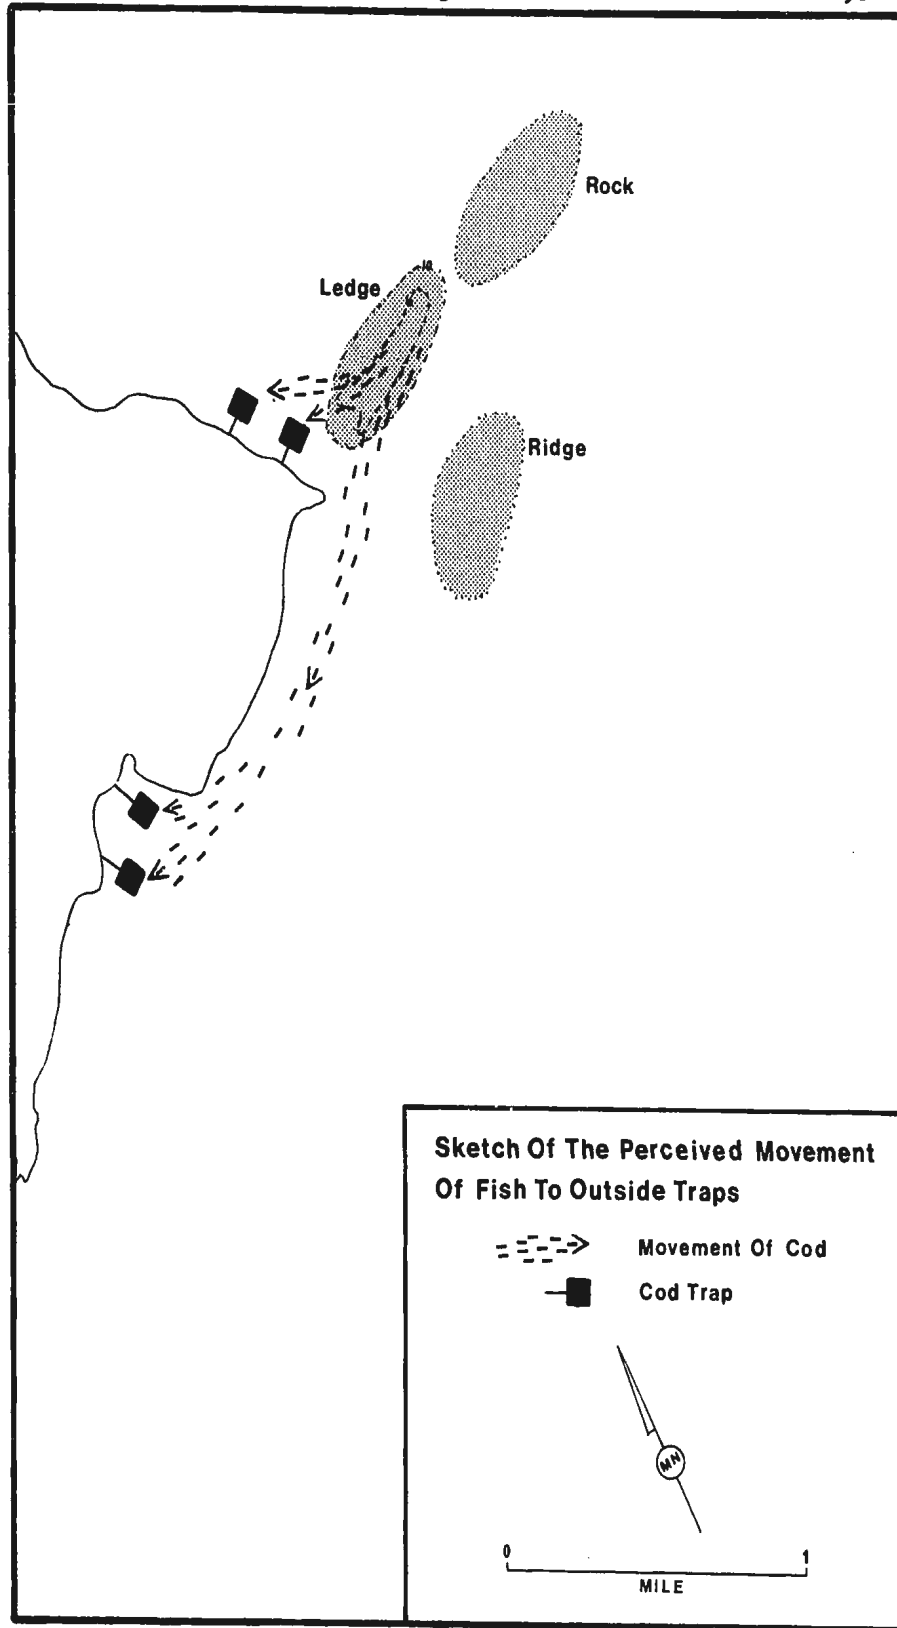 Rock
Ledge
Ridge
Sketch Of The Perceived Movement
Of Fish To Outside Traps
Movement Of Cod
Cod Trap
MN
0 1
MILE